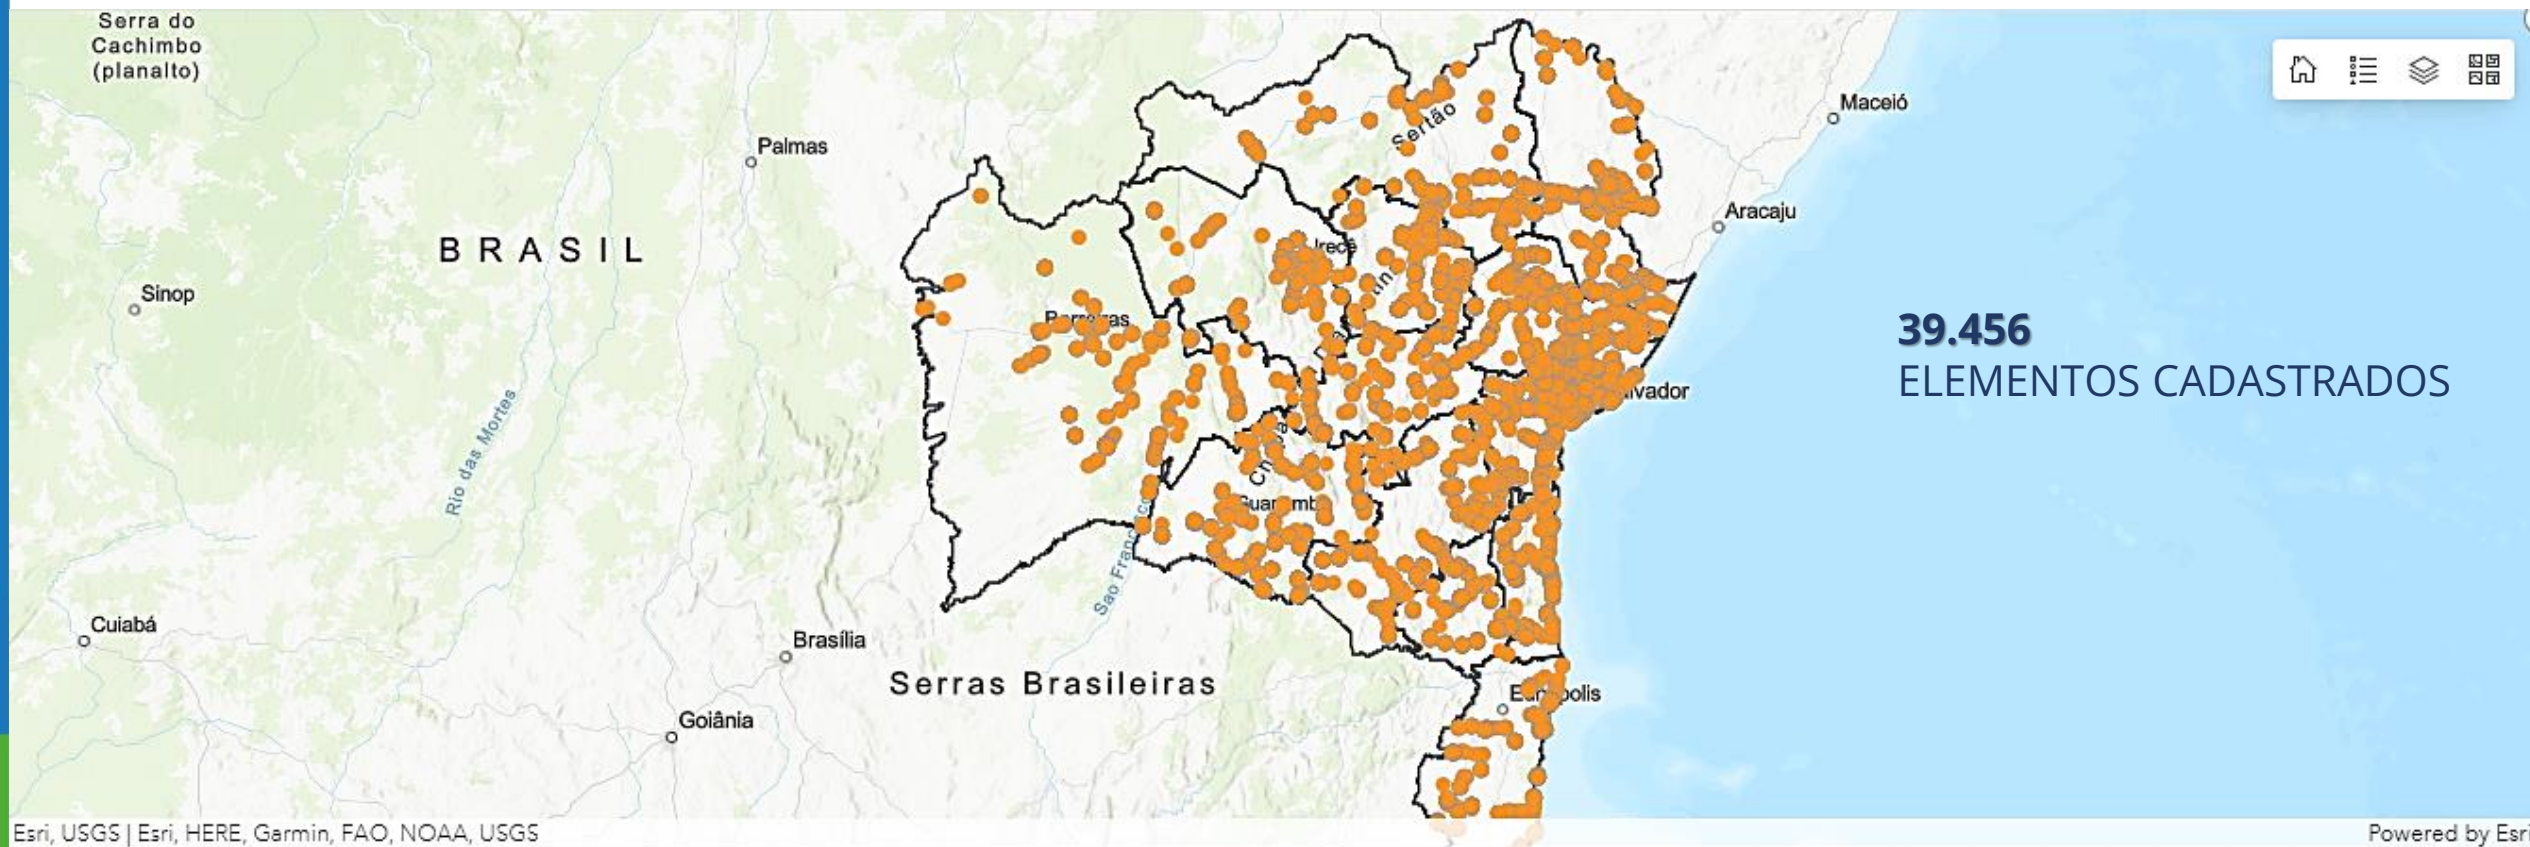 Serra do
Cachimbo
(planalto)
Maceió
Palmas
Sertão
Aracaju
BRASIL
Irecê
Sinop
39.456
ELEMENTOS CADASTRADOS
Rio das Mortes
Cuiabá
Brasília
Serras Brasileiras
Goiânia
Esri, USGS | Esri, HERE, Garmin, FAO, NOAA, USGS
Powered by Esri